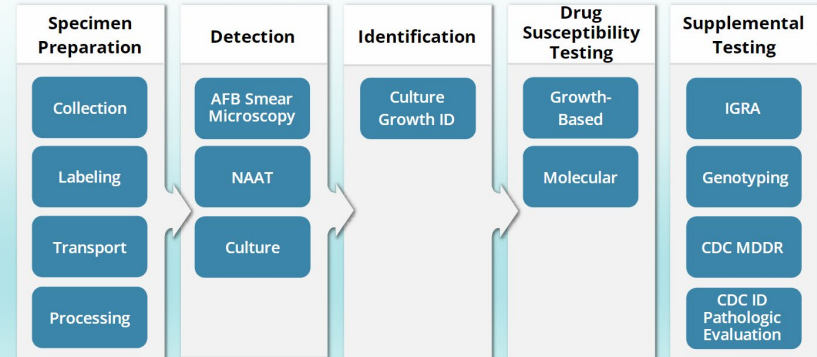 Specimen
Preparation
Collection
Labeling
Transport
Processing
Detection
AFB Smear
Microscopy
NAAT
Culture
Identification
Culture
Growth ID
Drug
Susceptibility
Testing
Growth-
Based
Molecular
Supplemental
Testing
IGRA
Genotyping
CDC MDDR
CDC ID
Pathologic
Evaluation